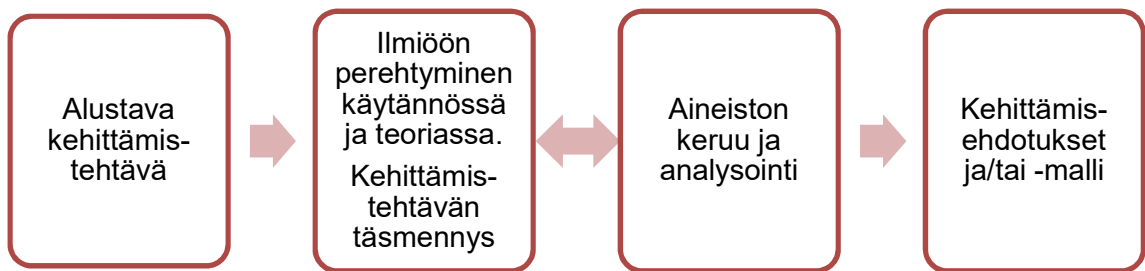 Alustava
kehittämis-
tehtävä
Ilmiöön
perehtyminen
käytännössä
ja teoriassa.
Kehittämis-
tehtävän
täsmennys
Aineiston
keruu ja
analysointi
Kehittämis-
ehdotukset
ja/tai -malli